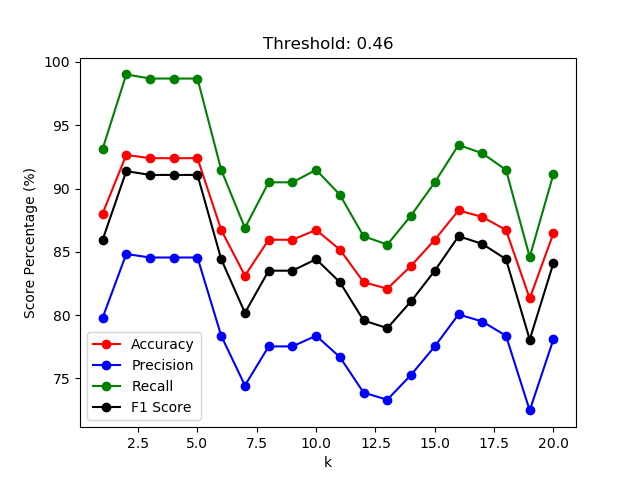 Threshold: 0.46
Score Percentage (%)
100
95
90
85
80
75
Accuracy
Precision
Recall
F1 Score
2.5 5.0 7.5 10.0 12.5 15.0 17.5 20.0
k